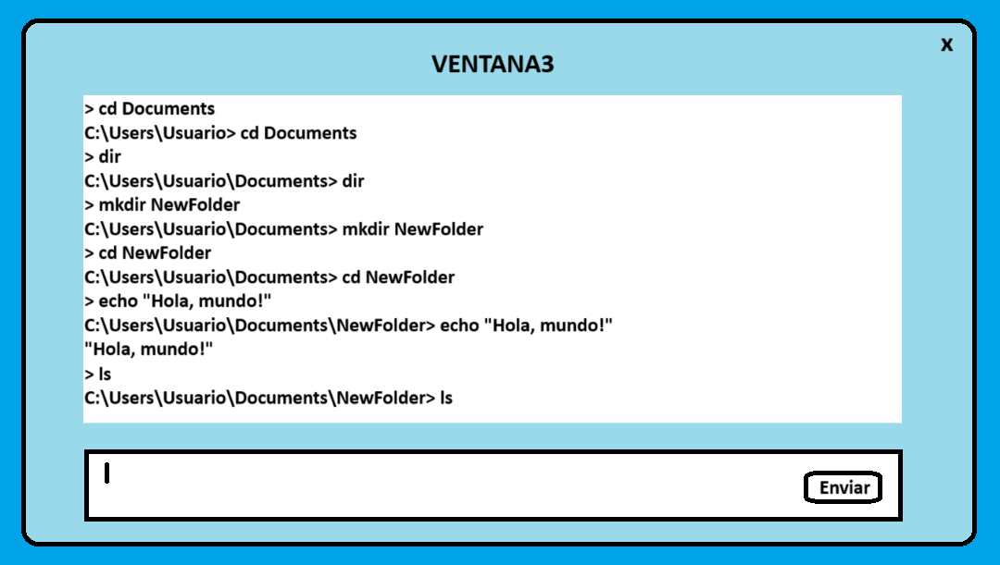 x
VENTANA3
> cd Documents
C:\Users\Usuario> cd Documents
> dir
C:\Users\Usuario\Documents> dir
> mkdir NewFolder
C:\Users\Usuario\Documents> mkdir NewFolder
> cd NewFolder
C:\Users\Usuario\Documents> cd NewFolder
> echo "Hola, mundo!"
C:\Users\Usuario\Documents\NewFolder> echo "Hola, mundo!"
"Hola, mundo!"
> ls
C:\Users\Usuario\Documents\NewFolder> ls
Enviar